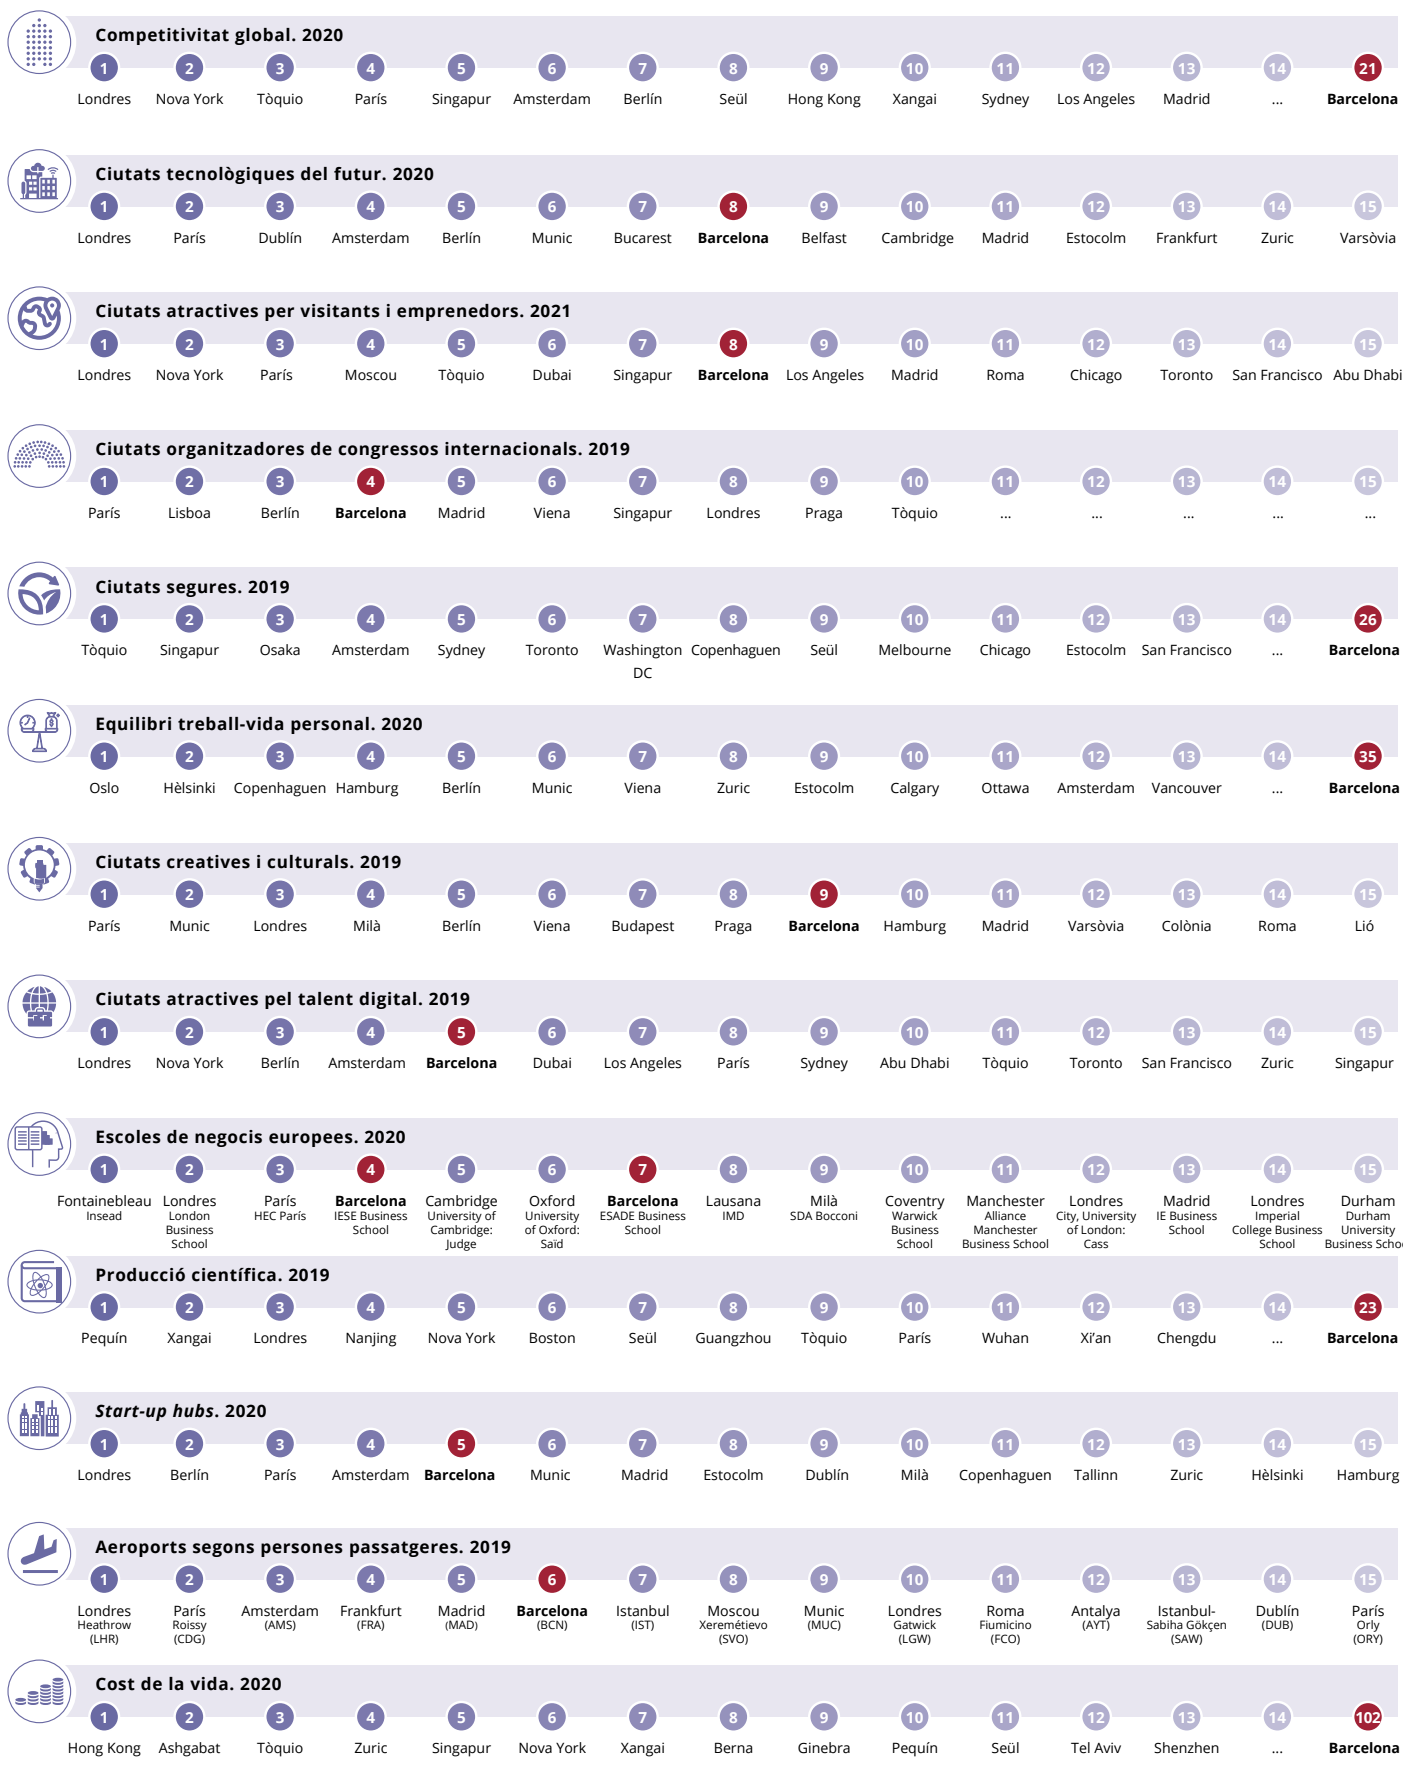 Competitivitat global. 2020
1 2 3 4 5 6 7 8 9 10 11 12 13 14 21
Londres Nova York Tòquio París Singapur Amsterdam Berlín Seül Hong Kong Xangai Sydney Los Angeles Madrid ... Barcelona
Ciutats tecnològiques del futur. 2020
1 2 3 4 5 6 7 8 9 10 11 12 13 14 15
Londres París Dublín Amsterdam Berlín Munic Bucarest Barcelona Belfast Cambridge Madrid Estocolm Frankfurt Zuric Varsòvia
Ciutats atractives per visitants i emprenedors. 2021
1 2 3 4 5 6 7 8 9 10 11 12 13 14 15
Londres Nova York París Moscou Tòquio Dubai Singapur Barcelona Los Angeles Madrid Roma Chicago Toronto San Francisco Abu Dhabi
Ciutats organitzadores de congressos internacionals. 2019
1 2 3 4 5 6 7 8 9 10 11 12 13 14 15
París Lisboa Berlín Barcelona Madrid Viena Singapur Londres Praga Tòquio ... ... ... ... ...
Ciutats segures. 2019
1 2 3 4 5 6 7 8 9 10 11 12 13 14 26
Tòquio Singapur Osaka Amsterdam Sydney Toronto Washington Copenhaguen Seül Melbourne Chicago Estocolm San Francisco ... Barcelona
DC
Equilibri treball-vida personal. 2020
1 2 3 4 5 6 7 8 9 10 11 12 13 14 35
Oslo Hèlsinki Copenhaguen Hamburg Berlín Munic Viena Zuric Estocolm Calgary Ottawa Amsterdam Vancouver ... Barcelona
Ciutats creatives i culturals. 2019
1 2 3 4 5 6 7 8 9 10 11 12 13 14 15
París Munic Londres Milà Berlín Viena Budapest Praga Barcelona Hamburg Madrid Varsòvia Colònia Roma Lió
Ciutats atractives pel talent digital. 2019
1 2 3 4 5 6 7 8 9 10 11 12 13 14 15
Londres Nova York Berlín Amsterdam Barcelona Dubai Los Angeles París Sydney Abu Dhabi Tòquio Toronto San Francisco Zuric Singapur
Escoles de negocis europees. 2020
1 2 3 4 5 6 7 8 9 10 11 12 13 14 15
Fontainebleau Londres París Barcelona Cambridge Oxford Barcelona Lausana Milà Coventry Manchester Londres Madrid Londres Durham
Insead London HEC París IESE Business University of University ESADE Business IMD SDA Bocconi Warwick Alliance City, University IE Business Imperial Durham
Business School Cambridge: of Oxford: School Business Manchester of London: School College Business University
School Judge Saïd School Business School Cass School Business Scho
Producció científica. 2019
1 2 3 4 5 6 7 8 9 10 11 12 13 14 23
Pequín Xangai Londres Nanjing Nova York Boston Seül Guangzhou Tòquio París Wuhan Xi’an Chengdu ... Barcelona
Start-up hubs. 2020
1 2 3 4 5 6 7 8 9 10 11 12 13 14 15
Londres Berlín París Amsterdam Barcelona Munic Madrid Estocolm Dublín Milà Copenhaguen Tallinn Zuric Hèlsinki Hamburg
Aeroports segons persones passatgeres. 2019
1 2 3 4 5 6 7 8 9 10 11 12 13 14 15
Londres París Amsterdam Frankfurt Madrid Barcelona Istanbul Moscou Munic Londres Roma Antalya Istanbul- Dublín París
Heathrow Roissy (AMS) (FRA) (MAD) (BCN) (IST) Xeremétievo (MUC) Gatwick Fiumicino (AYT) Sabiha Gökçen (DUB) Orly
(LHR) (CDG) (SVO) (LGW) (FCO) (SAW) (ORY)
Cost de la vida. 2020
1 2 3 4 5 6 7 8 9 10 11 12 13 14 102
Hong Kong Ashgabat Tòquio Zuric Singapur Nova York Xangai Berna Ginebra Pequín Seül Tel Aviv Shenzhen ... Barcelona